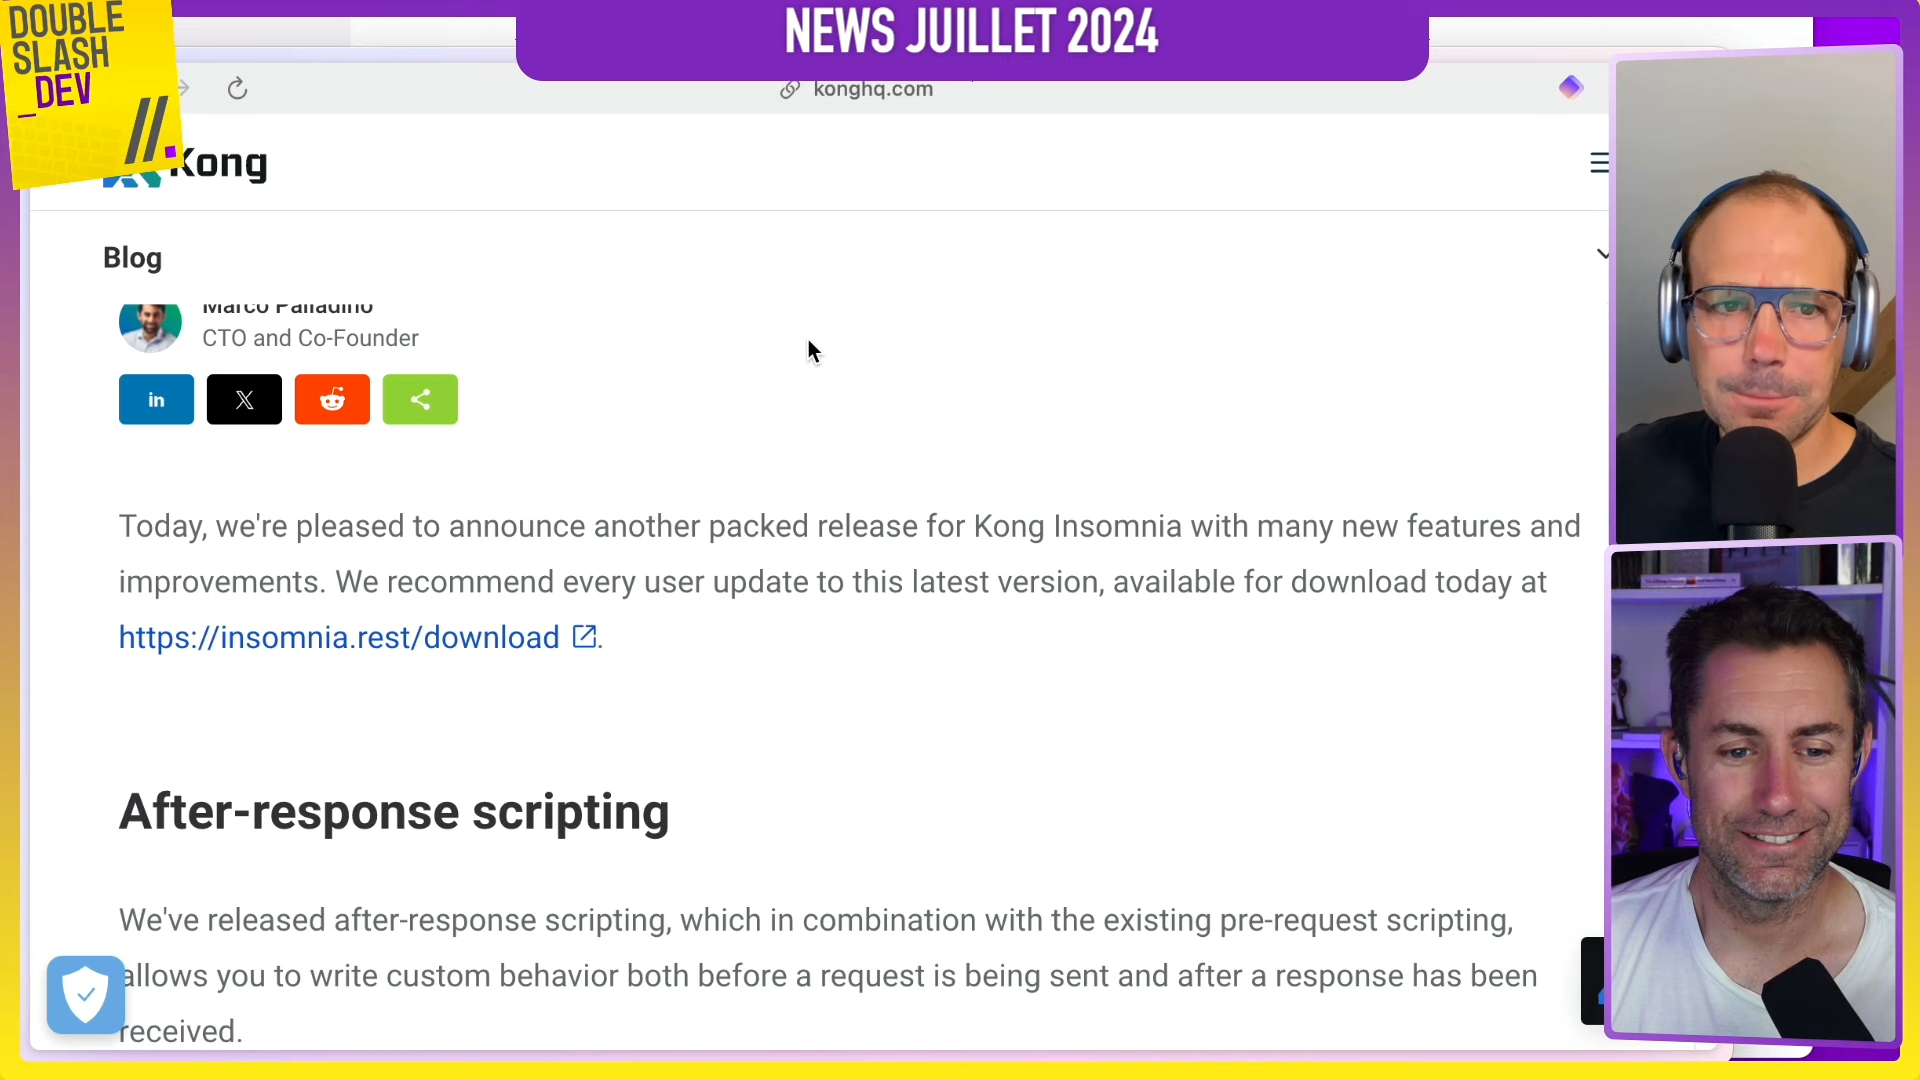 DOUBLE
SLASH
_DEV
//.
NEWS JUILLET 2024
konghq.com
Kong
Blog
Marco Palladino
CTO and Co-Founder
in
X
Today, we're pleased to announce another packed release for Kong Insomnia with many new features and
improvements. We recommend every user update to this latest version, available for download today at
https://insomnia.rest/download.
After-response scripting
We've released after-response scripting, which in combination with the existing pre-request scripting,
allows you to write custom behavior both before a request is being sent and after a response has been
received.